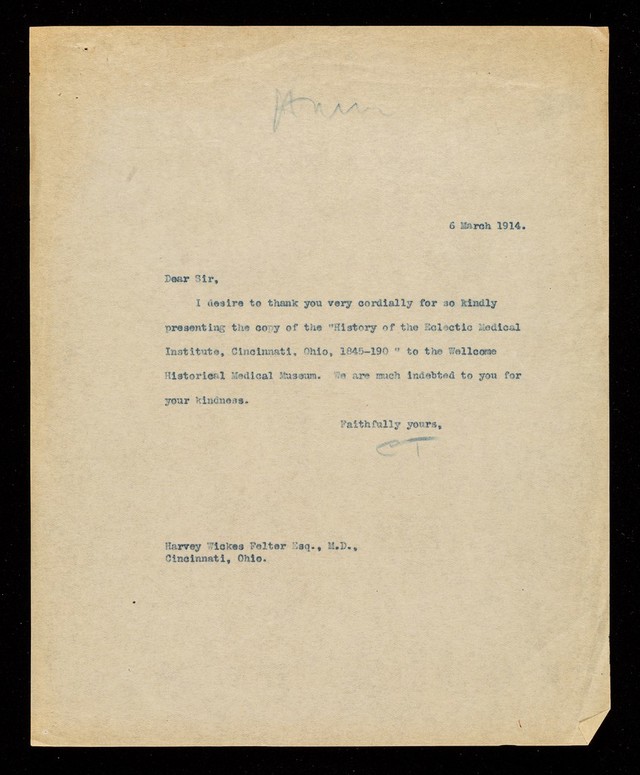 6 March 1914.
Dear Sir,
I desire to thank you very cordially for so kindly
presenting the copy of the "History of the Eclectic Medical
Institute, Cincinnati, Ohio, 1845-190 " to the Wellcome
Historical Medical Museum. We are much indebted to you for
your kindness.
Faithfully yours,
CT
Harvey Wickes Felter Esq., M.D.,
Cincinnati, Ohio.